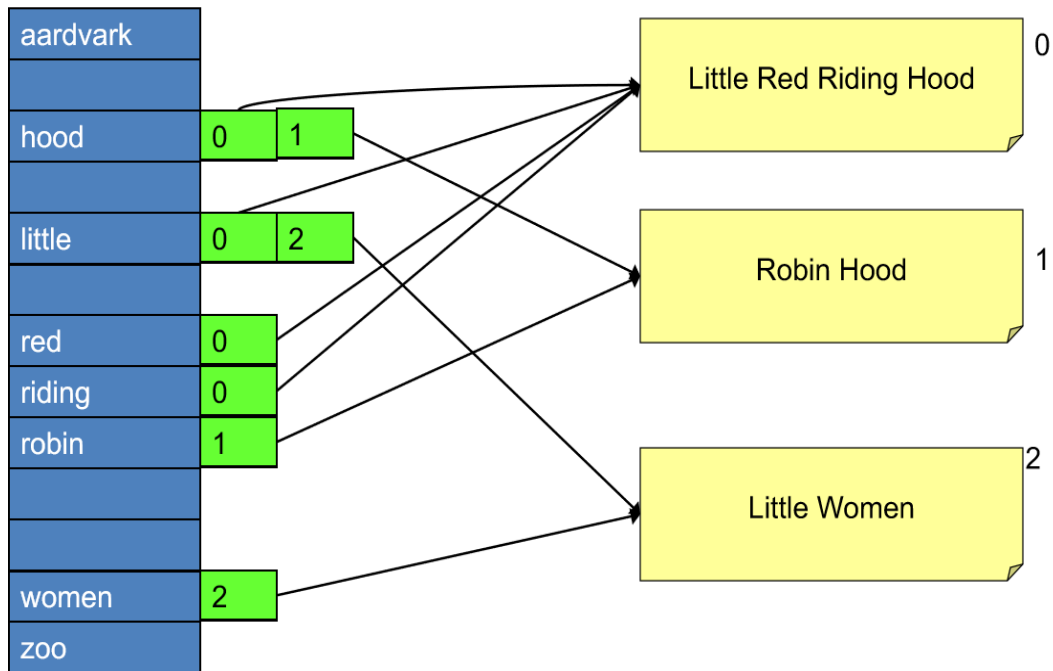 aardvark
hood 0 1
little 0 2
red 0
riding 0
robin 1
women 2
zoo
Little Red Riding Hood 0
Robin Hood 1
Little Women 2